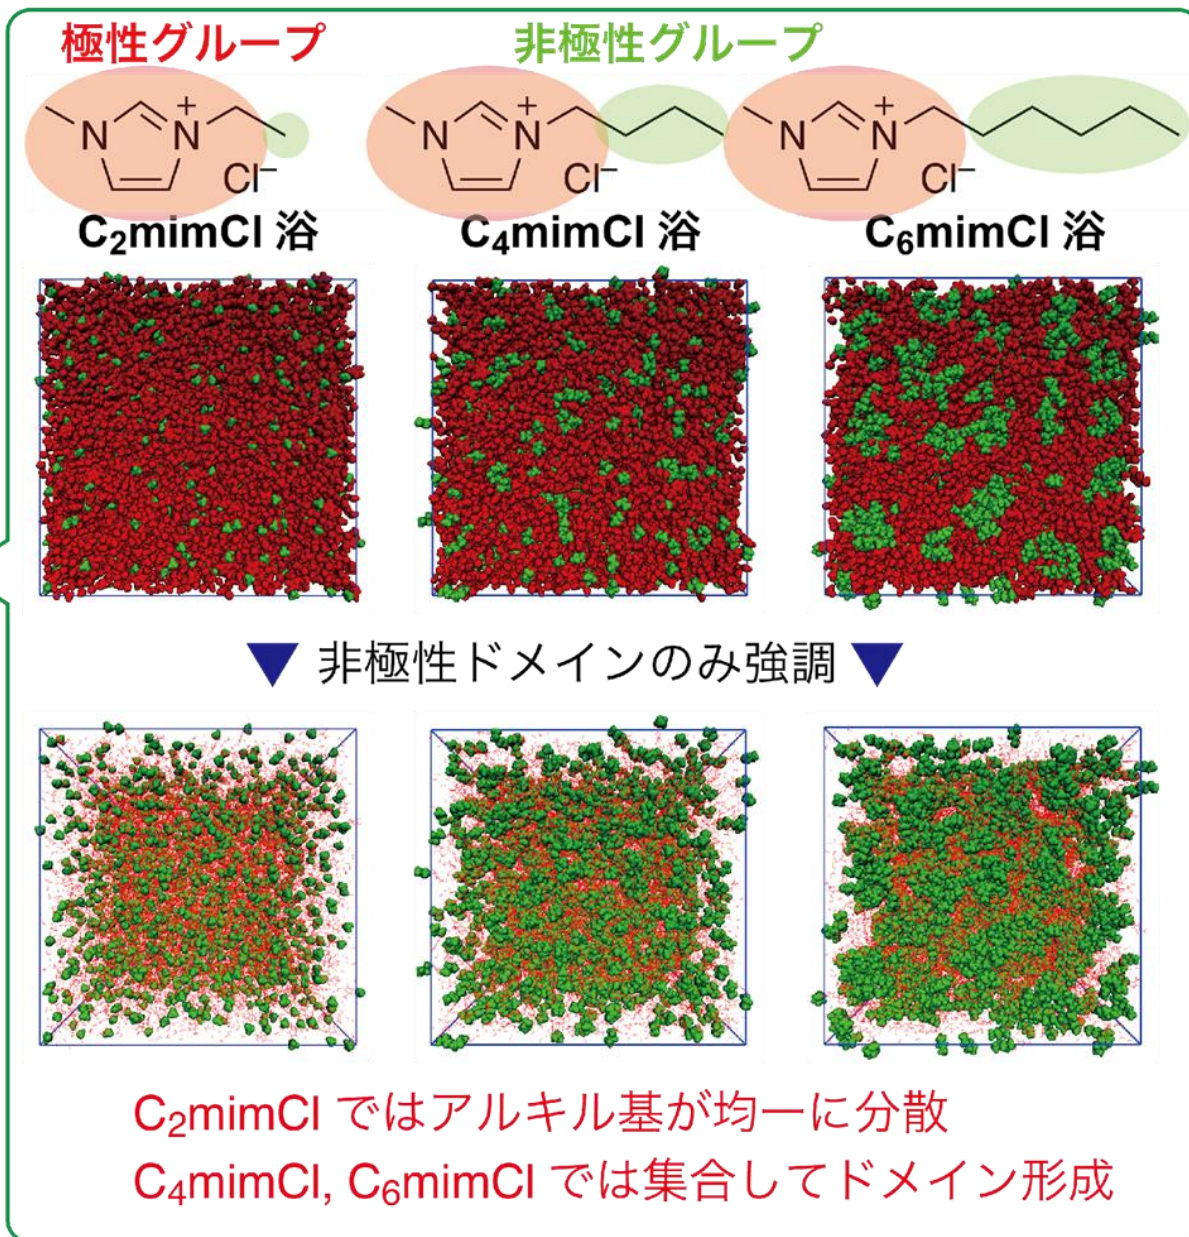 極性グループ 非極性グループ
N N + Cl– N N + Cl– N N + Cl–
C2mimCl 浴 C4mimCl 浴 C6mimCl 浴
▼ 非極性ドメインのみ強調 ▼
C2mimCl ではアルキル基が均一に分散
C4mimCl, C6mimCl では集合してドメイン形成